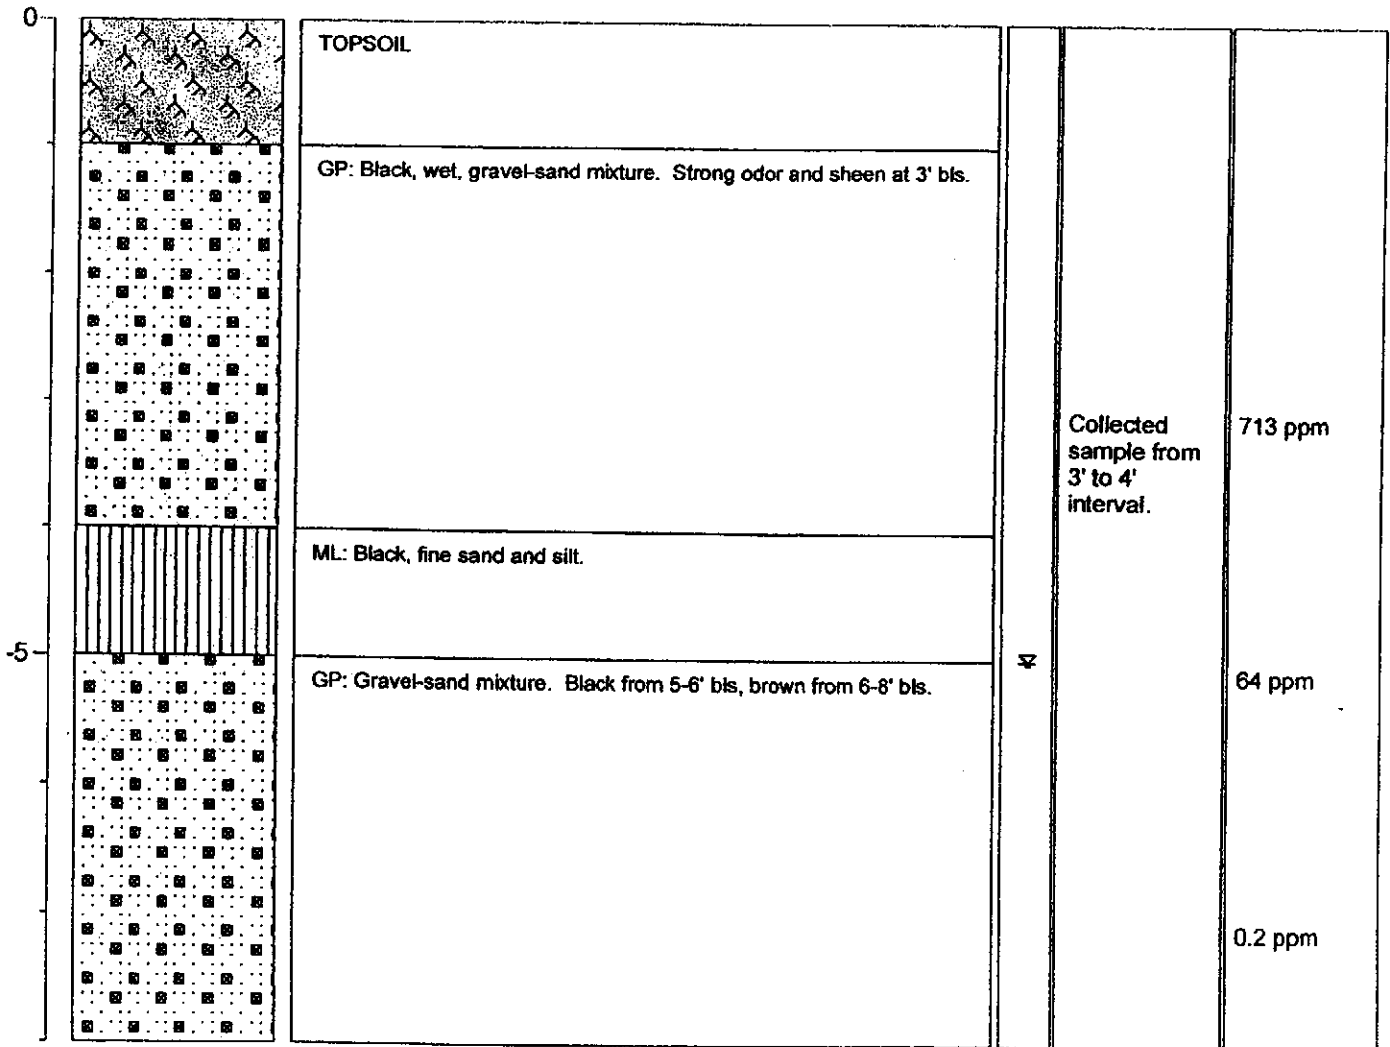 0
TOPSOIL
GP: Black, wet, gravel-sand mixture. Strong odor and sheen at 3' bls.
Collected
sample from
3' to 4'
interval.
713 ppm
ML: Black, fine sand and silt.
-5
GP: Gravel-sand mixture. Black from 5-6' bls, brown from 6-8' bls.
64 ppm
0.2 ppm